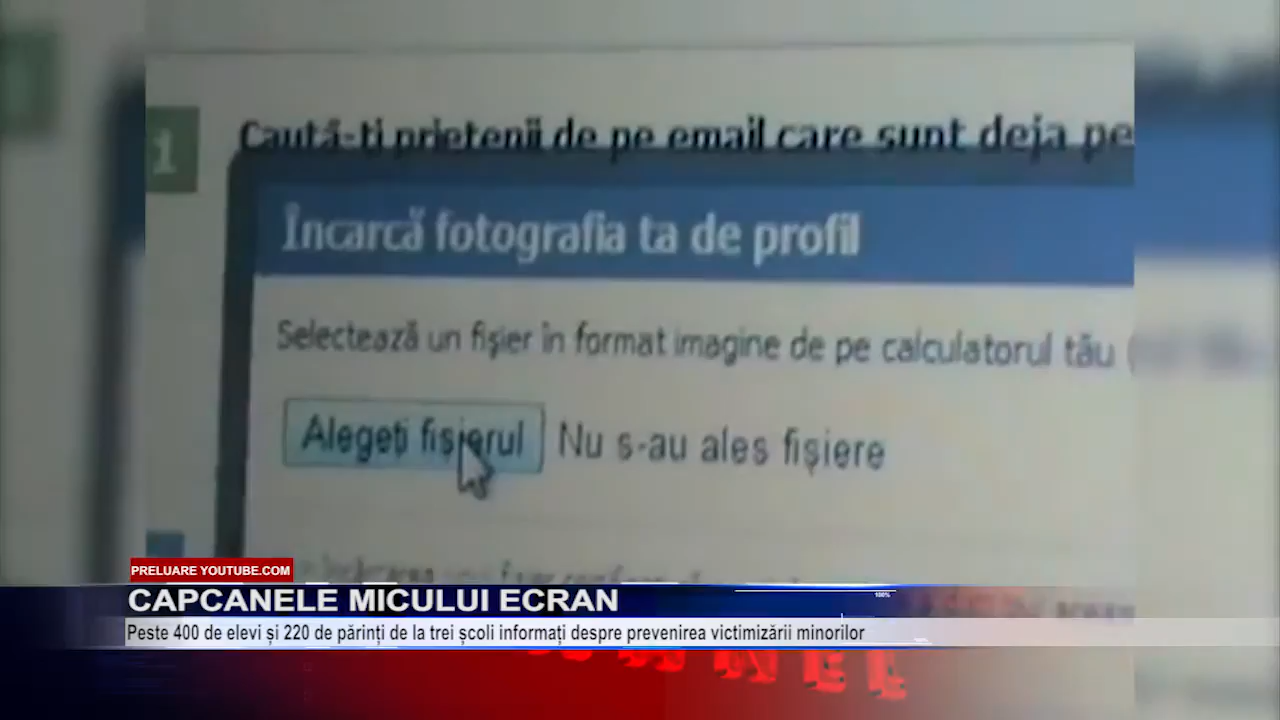 1
Caută-ți prietenii de pe email care sunt deja pe
Încarcă fotografia ta de profil
Selectează un fișier în format imagine de pe calculatorul tău (
Alegeți fișierul Nu s-au ales fișiere
PRELUARE YOUTUBE.COM
CAPCANELE MICULUI ECRAN
100%
Peste 400 de elevi și 220 de părinți de la trei școli informați despre prevenirea victimizării minorilor